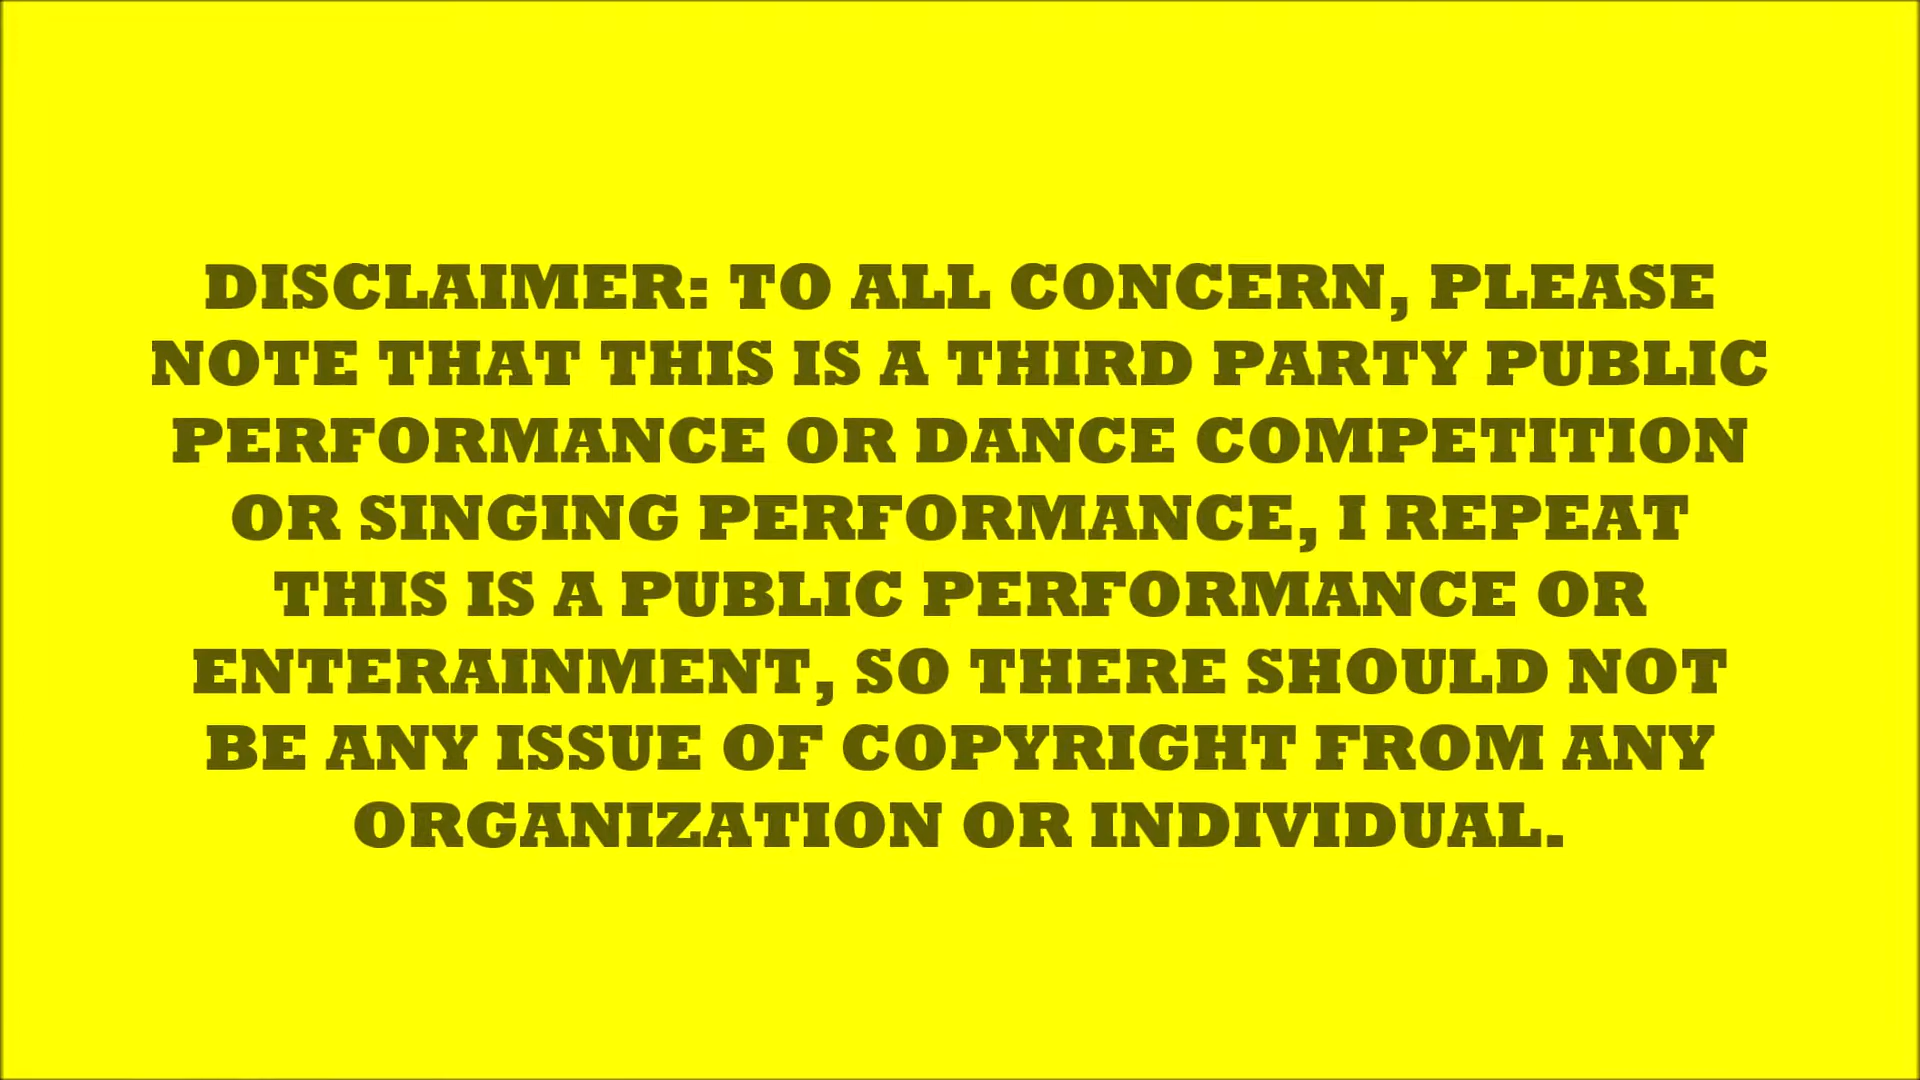 DISCLAIMER: TO ALL CONCERN, PLEASE
NOTE THAT THIS IS A THIRD PARTY PUBLIC
PERFORMANCE OR DANCE COMPETITION
OR SINGING PERFORMANCE, I REPEAT
THIS IS A PUBLIC PERFORMANCE OR
ENTERAINMENT, SO THERE SHOULD NOT
BE ANY ISSUE OF COPYRIGHT FROM ANY
ORGANIZATION OR INDIVIDUAL.